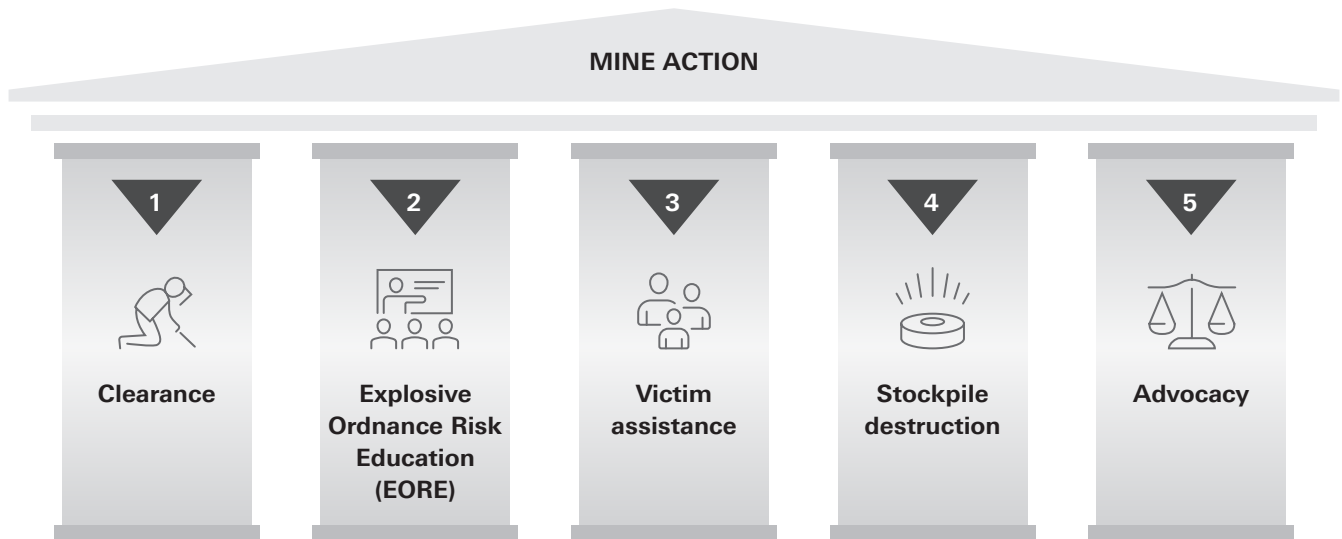 MINE ACTION
1
Clearance
2
Explosive
Ordnance Risk
Education
(EORE)
3
Victim
assistance
4
Stockpile
destruction
5
Advocacy